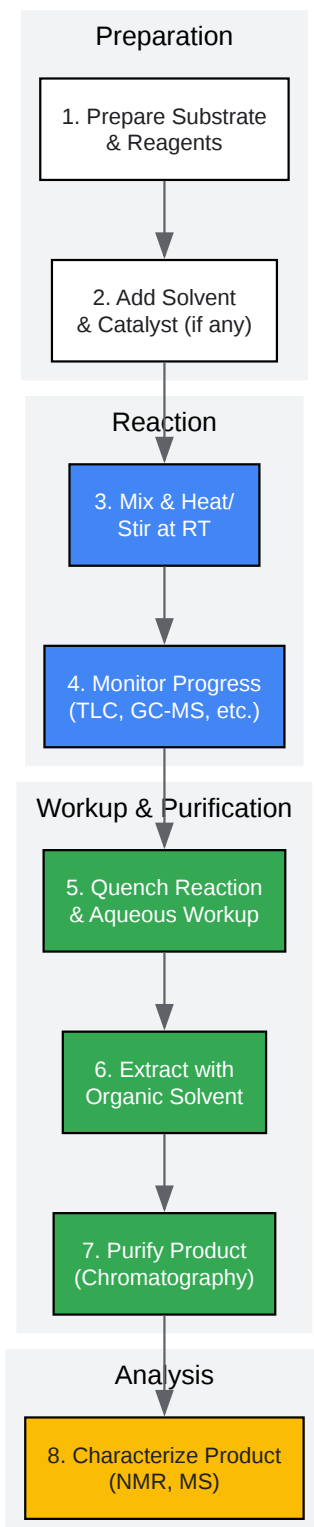 Preparation
1. Prepare Substrate
& Reagents
2. Add Solvent
& Catalyst (if any)
Reaction
3. Mix & Heat/
Stir at RT
4. Monitor Progress
(TLC, GC-MS, etc.)
Workup & Purification
5. Quench Reaction
& Aqueous Workup
6. Extract with
Organic Solvent
7. Purify Product
(Chromatography)
Analysis
8. Characterize Product
(NMR, MS)